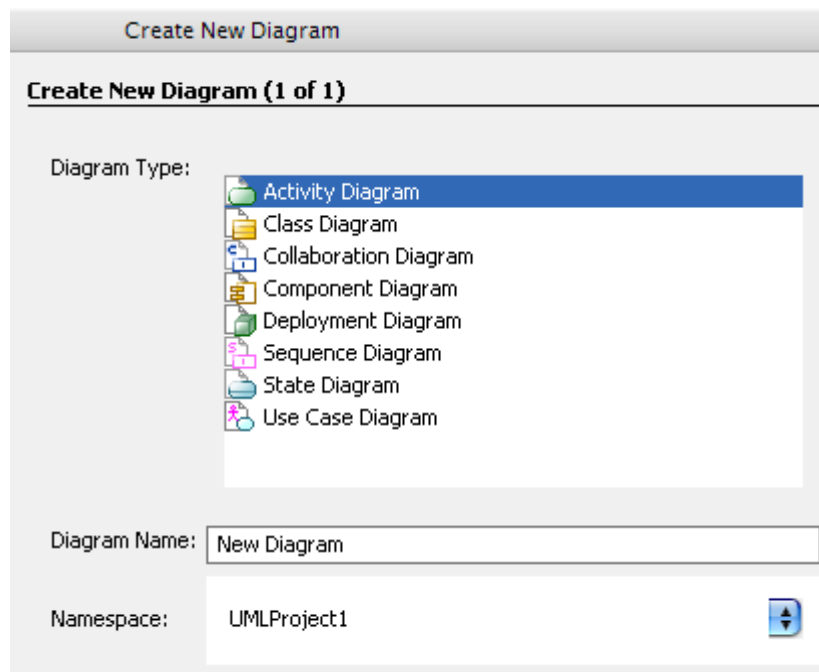 Create New Diagram
Create New Diagram (1 of 1)
Diagram Type:
Activity Diagram
Class Diagram
Collaboration Diagram
Component Diagram
Deployment Diagram
Sequence Diagram
State Diagram
Use Case Diagram
Diagram Name: New Diagram
Namespace: UMLProject1